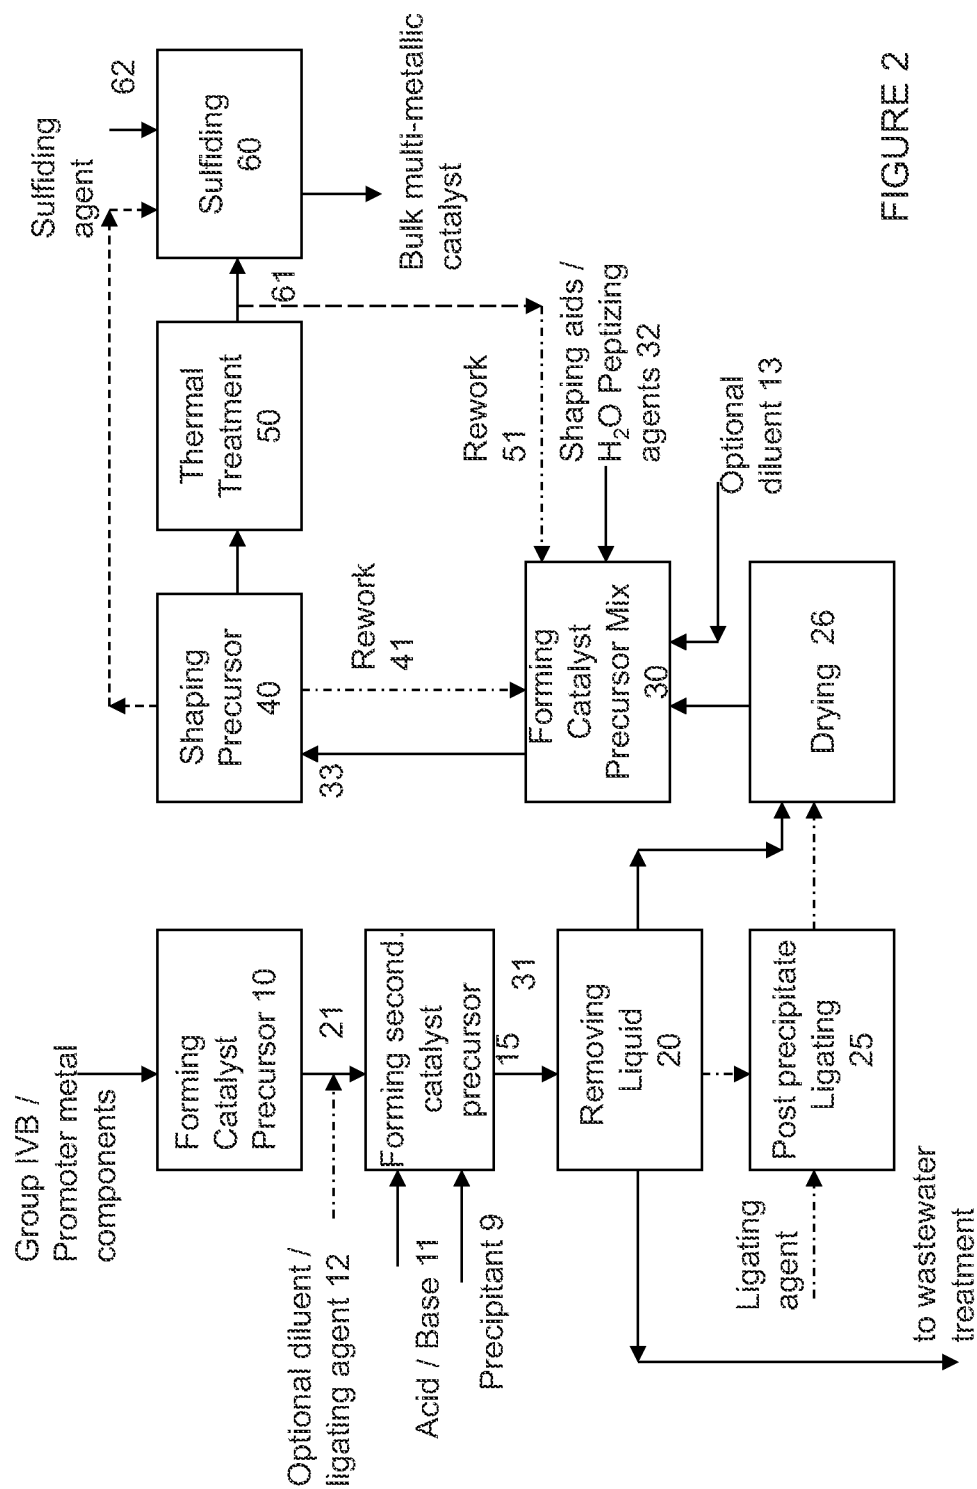 Group IVB /
Promoter metal
components
Forming
Catalyst
Precursor 10
21
Optional diluent /
ligating agent 12
Forming second.
catalyst
precursor
15
Acid / Base 11
Precipitant 9
31
Removing
Liquid
20
Post precipitate
Ligating
25
Ligating
agent
to wastewater
treatment
Shaping
Precursor
40
33
Rework
41
Forming
Catalyst
Precursor Mix
30
Drying 26
Thermal
Treatment
50
Rework
51
Shaping aids /
H₂O Peptizing
agents 32
Optional
diluent 13
Sulfiding
agent
62
Sulfiding
60
61
Bulk multi-metallic
catalyst
FIGURE 2